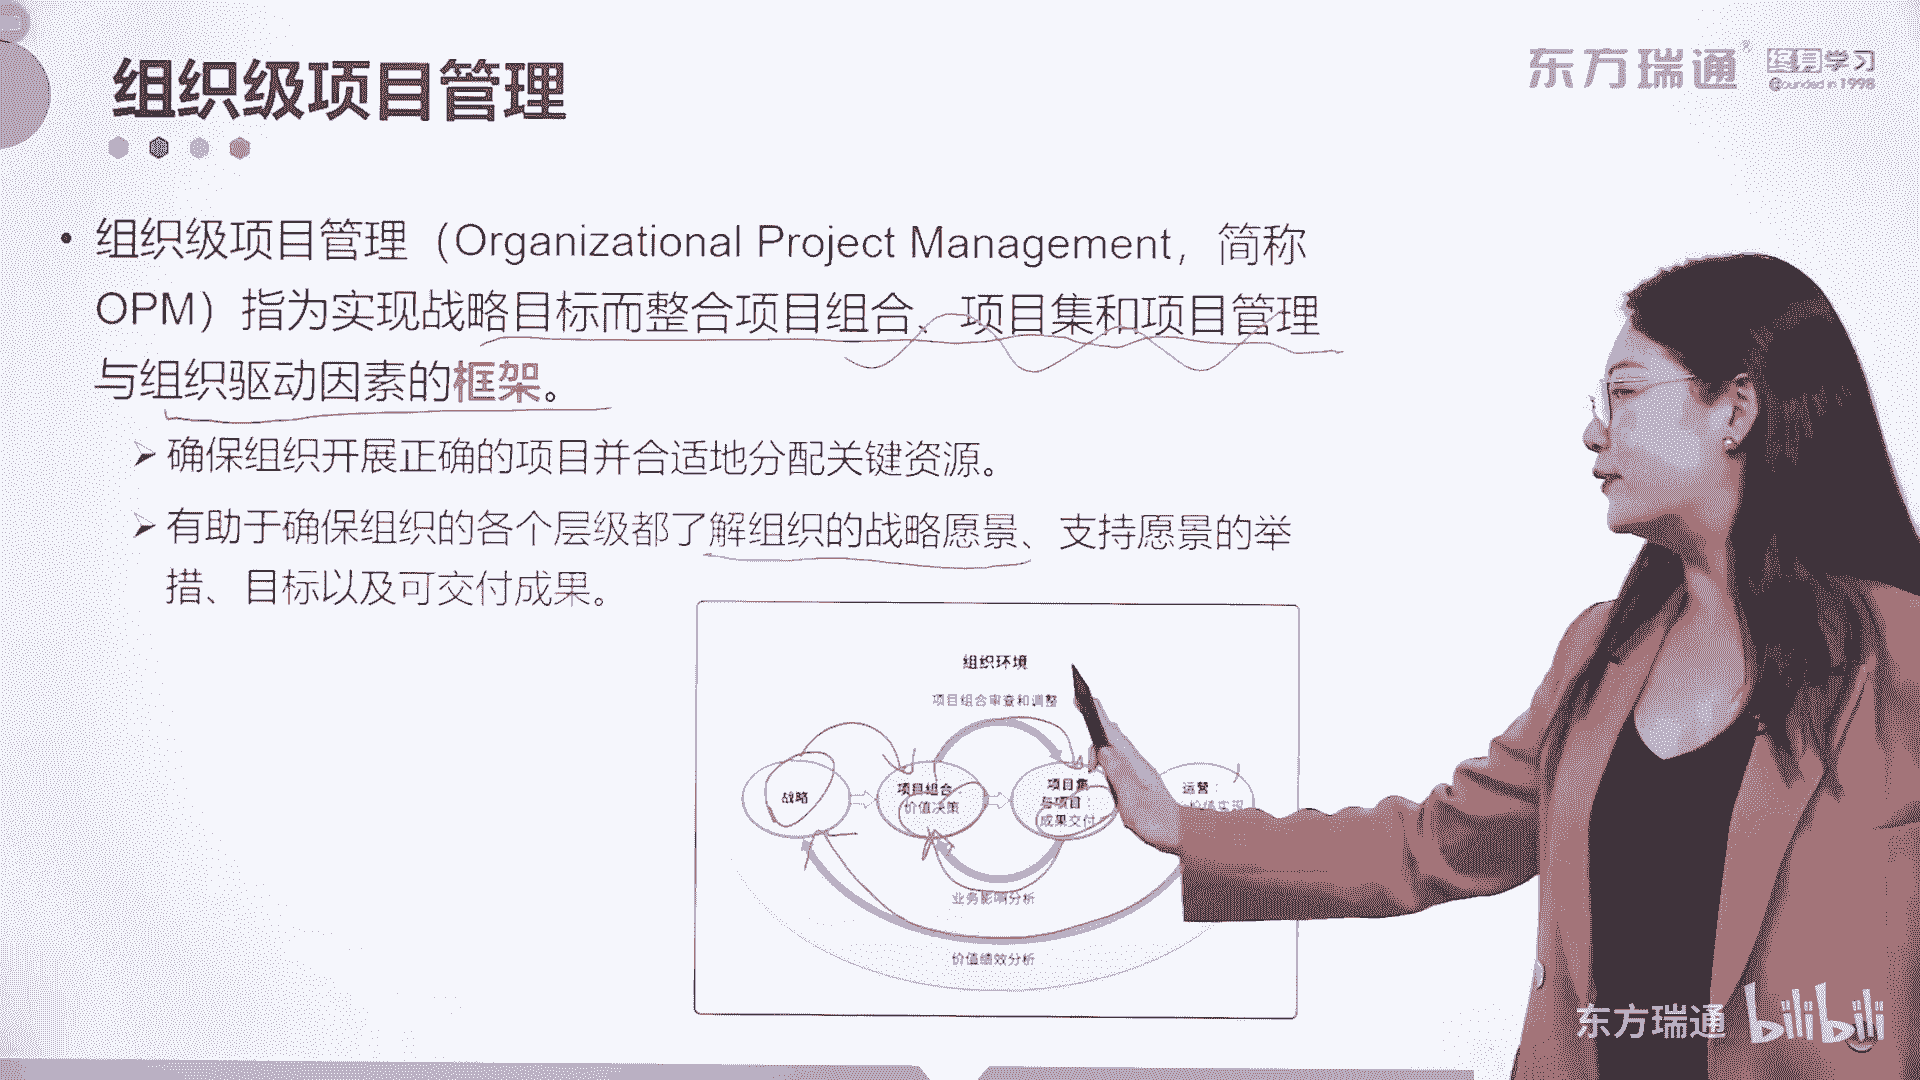 组织级项目管理
东方瑞通®
终身学习
Founded in 1998
• 组织级项目管理（Organizational Project Management，简称
OPM）指为实现战略目标而整合项目组合、项目集和项目管理
与组织驱动因素的框架。
➢ 确保组织开展正确的项目并合适地分配关键资源。
➢ 有助于确保组织的各个层级都了解组织的战略愿景、支持愿景的举
措、目标以及可交付成果。
组织环境
项目组合审查和调整
战略
项目组合：
价值决策
项目集
与项目：
成果交付
运营：
价值实现
业务影响分析
价值绩效分析
东方瑞通
bilibili